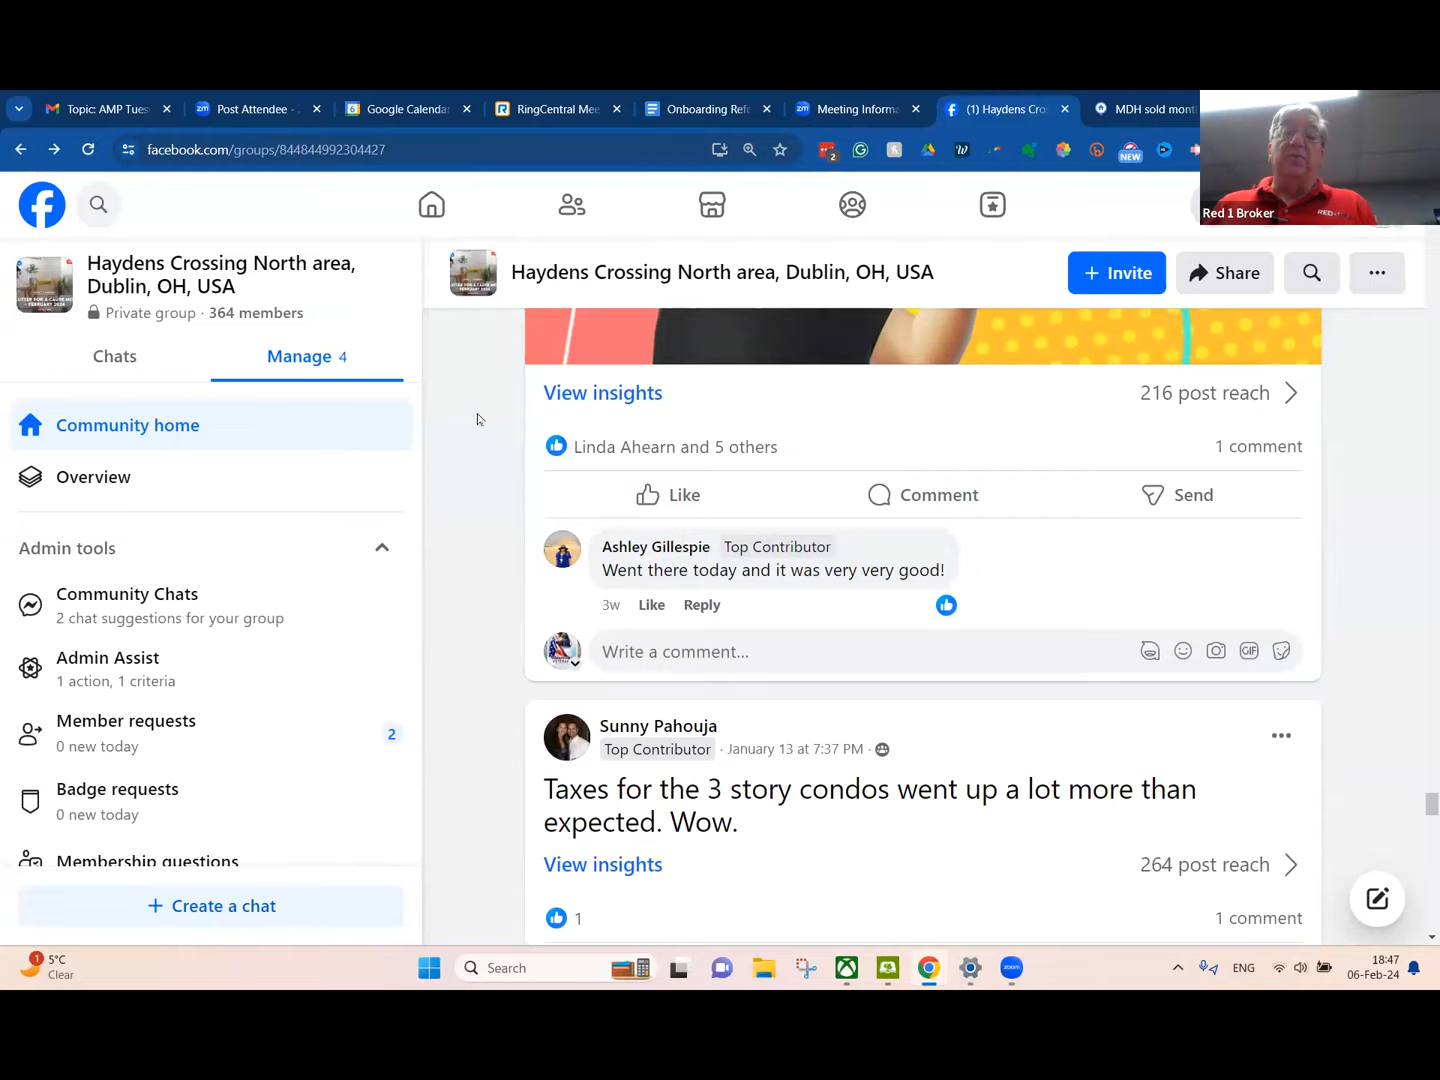 Topic: AMP Tues
Post Attendee -
Google Calendar
RingCentral Mee
Onboarding Refe
Meeting Informa
(1) Haydens Cro
MDH sold mont
facebook.com/groups/844844992304427
2
NEW
Red 1 Broker
Haydens Crossing North area,
Dublin, OH, USA
Private group · 364 members
Chats
Manage 4
Community home
Overview
Admin tools
Community Chats
2 chat suggestions for your group
Admin Assist
1 action, 1 criteria
Member requests
0 new today
2
Badge requests
0 new today
Membership questions
+ Create a chat
Haydens Crossing North area, Dublin, OH, USA
+ Invite
Share
View insights
216 post reach
Linda Ahearn and 5 others
1 comment
Like
Comment
Send
Ashley Gillespie Top Contributor
Went there today and it was very very good!
3w Like Reply
Write a comment...
GIF
Sunny Pahouja
Top Contributor · January 13 at 7:37 PM ·
Taxes for the 3 story condos went up a lot more than
expected. Wow.
View insights
264 post reach
1
1 comment
1
5°C
Clear
Search
zoom
ENG
18:47
06-Feb-24